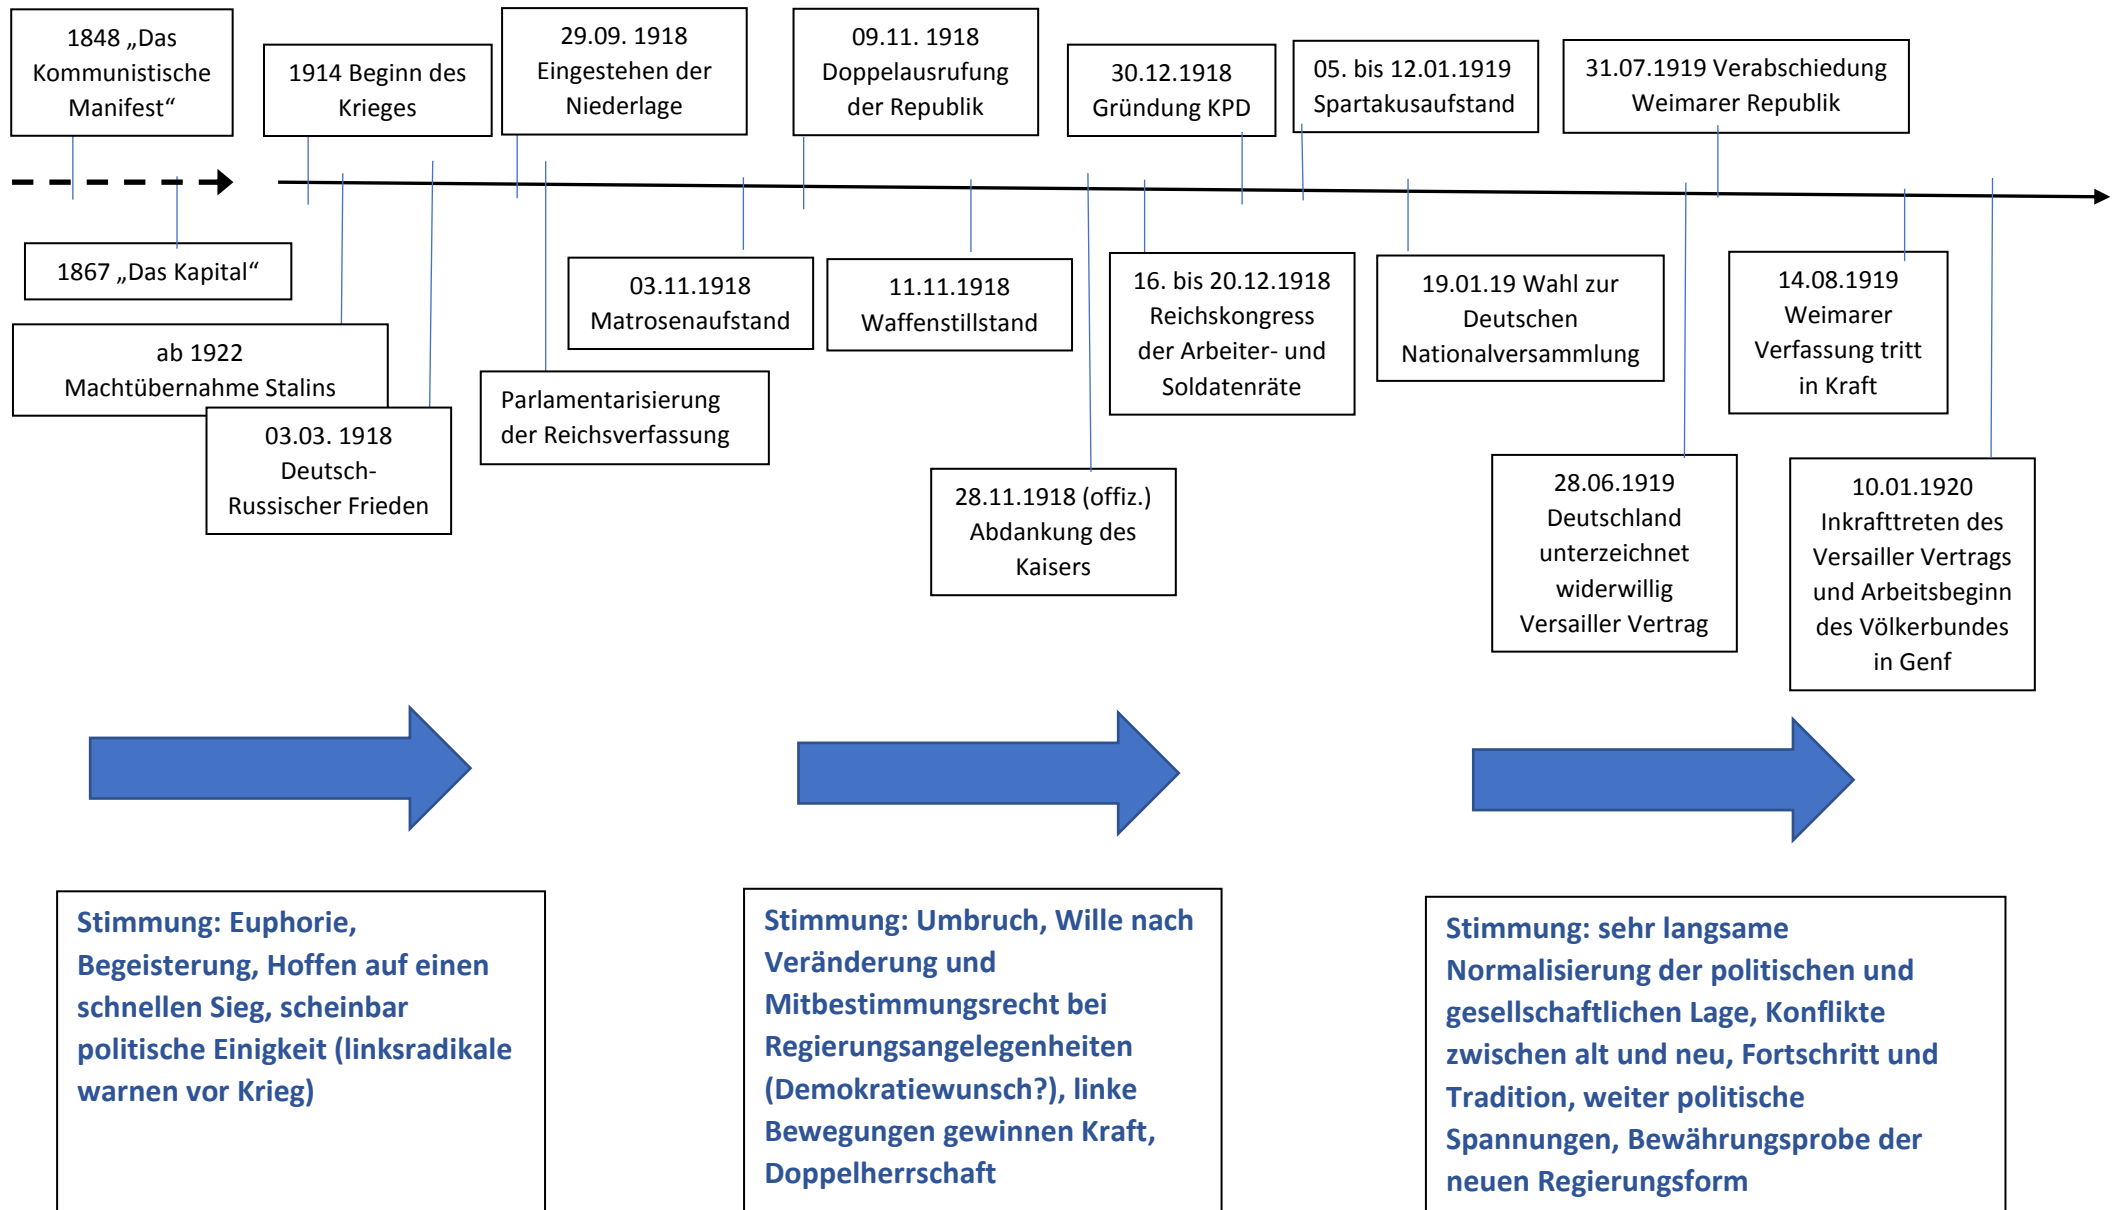 1848 „Das
Kommunistische
Manifest“
1914 Beginn des
Krieges
29.09. 1918
Eingestehen der
Niederlage
09.11. 1918
Doppelausrufung
der Republik
30.12.1918
Gründung KPD
05. bis 12.01.1919
Spartakusaufstand
31.07.1919 Verabschiedung
Weimarer Republik
1867 „Das Kapital“
ab 1922
Machtübernahme Stalins
03.03. 1918
Deutsch-
Russischer Frieden
Parlamentarisierung
der Reichsverfassung
03.11.1918
Matrosenaufstand
11.11.1918
Waffenstillstand
28.11.1918 (offiz.)
Abdankung des
Kaisers
16. bis 20.12.1918
Reichskongress
der Arbeiter- und
Soldatenräte
19.01.19 Wahl zur
Deutschen
Nationalversammlung
28.06.1919
Deutschland
unterzeichnet
widerwillig
Versailler Vertrag
14.08.1919
Weimarer
Verfassung tritt
in Kraft
10.01.1920
Inkrafttreten des
Versailler Vertrags
und Arbeitsbeginn
des Völkerbundes
in Genf
Stimmung: Euphorie,
Begeisterung, Hoffen auf einen
schnellen Sieg, scheinbar
politische Einigkeit (linksradikale
warnen vor Krieg)
Stimmung: Umbruch, Wille nach
Veränderung und
Mitbestimmungsrecht bei
Regierungsangelegenheiten
(Demokratiewunsch?), linke
Bewegungen gewinnen Kraft,
Doppelherrschaft
Stimmung: sehr langsame
Normalisierung der politischen und
gesellschaftlichen Lage, Konflikte
zwischen alt und neu, Fortschritt und
Tradition, weiter politische
Spannungen, Bewährungsprobe der
neuen Regierungsform